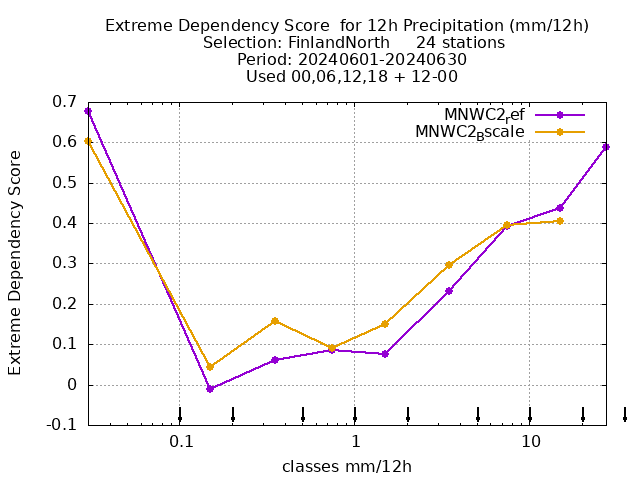 Extreme Dependency Score  for 12h Precipitation (mm/12h)
Selection: FinlandNorth     24 stations
Period: 20240601-20240630
Used 00,06,12,18 + 12-00
MNWC2ref
MNWC2Bscale
Extreme Dependency Score
0.7
0.6
0.5
0.4
0.3
0.2
0.1
0
-0.1
0.1 1 10
classes mm/12h